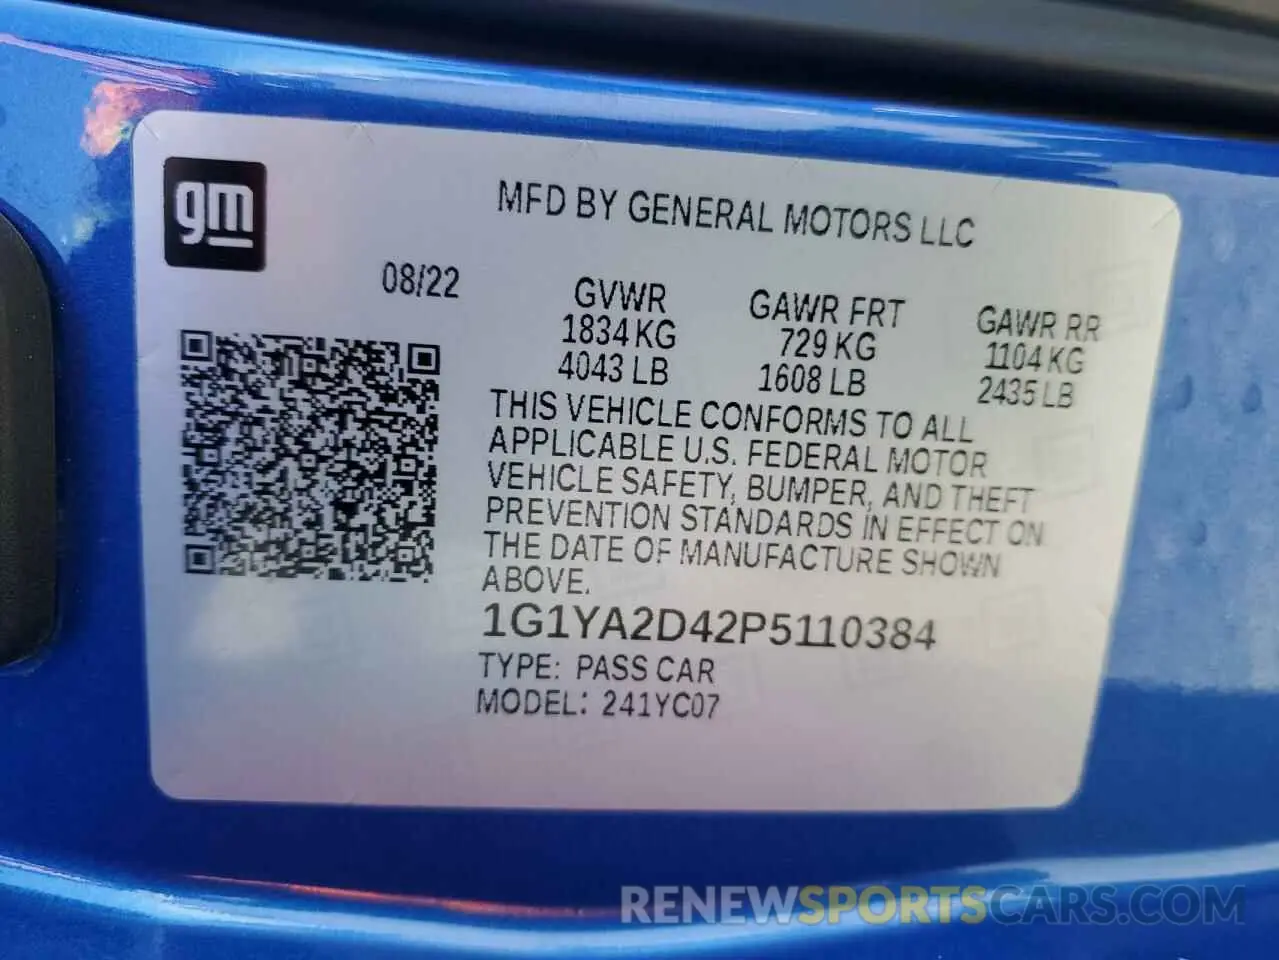 gm
MFD BY GENERAL MOTORS LLC
08/22
GVWR
1834 KG
4043 LB
GAWR FRT
729 KG
1608 LB
GAWR RR
1104 KG
2435 LB
THIS VEHICLE CONFORMS TO ALL
APPLICABLE U.S. FEDERAL MOTOR
VEHICLE SAFETY, BUMPER, AND THEFT
PREVENTION STANDARDS IN EFFECT ON
THE DATE OF MANUFACTURE SHOWN
ABOVE.
1G1YA2D42P5110384
TYPE: PASS CAR
MODEL: 241YC07
RENEWSPORTSCARS.COM